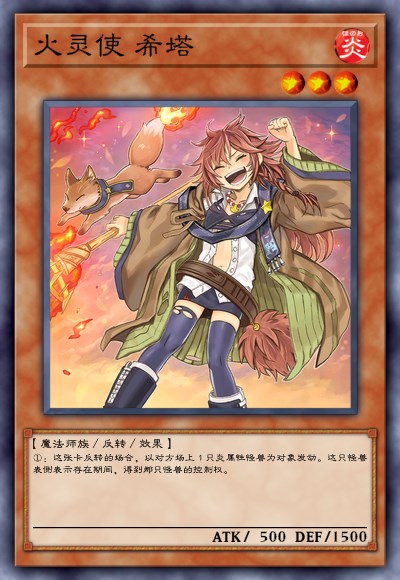 火灵使 希塔
ほのお
炎
【魔法师族／反转／效果】
①：这张卡反转的场合，以对方场上１只炎属性怪兽为对象发动。这只怪兽
表侧表示存在期间，得到那只怪兽的控制权。
ATK/ 500 DEF/1500